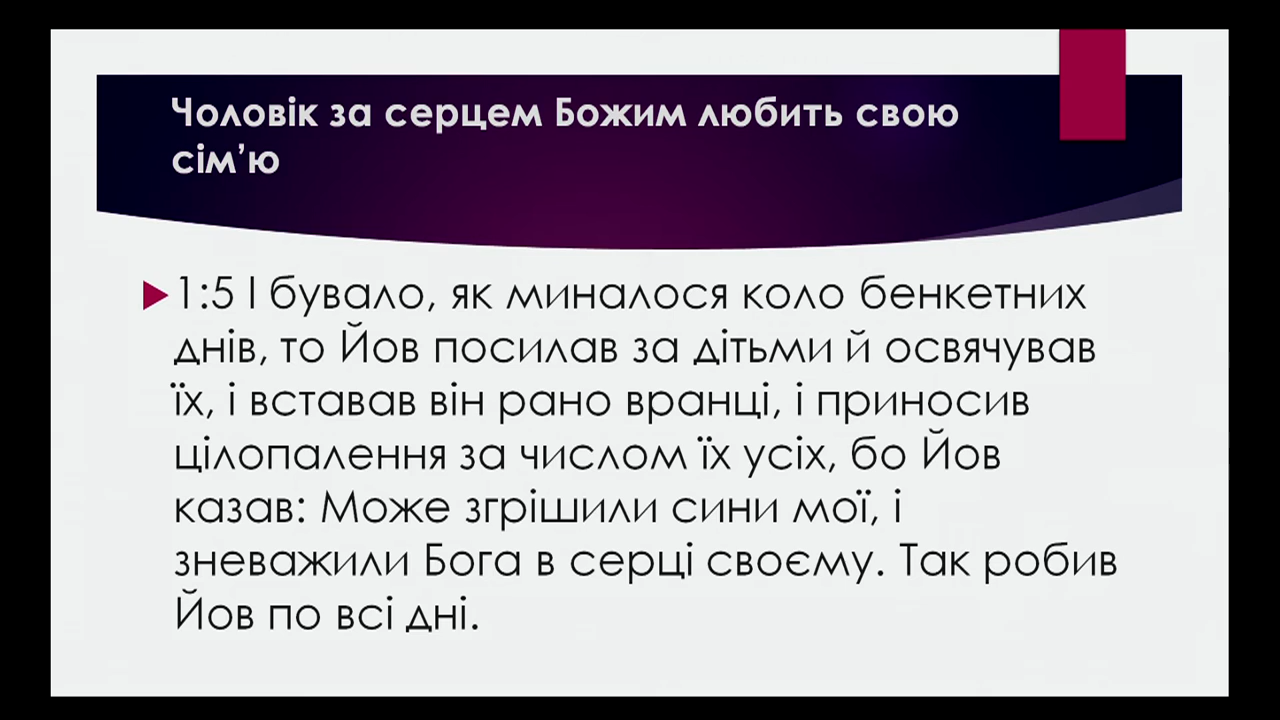 Чоловік за серцем Божим любить свою
сім’ю
1:5 І бувало, як миналося коло бенкетних
днів, то Йов посилав за дітьми й освячував
їх, і вставав він рано вранці, і приносив
цілопалення за числом їх усіх, бо Йов
казав: Може згрішили сини мої, і
зневажили Бога в серці своєму. Так робив
Йов по всі дні.